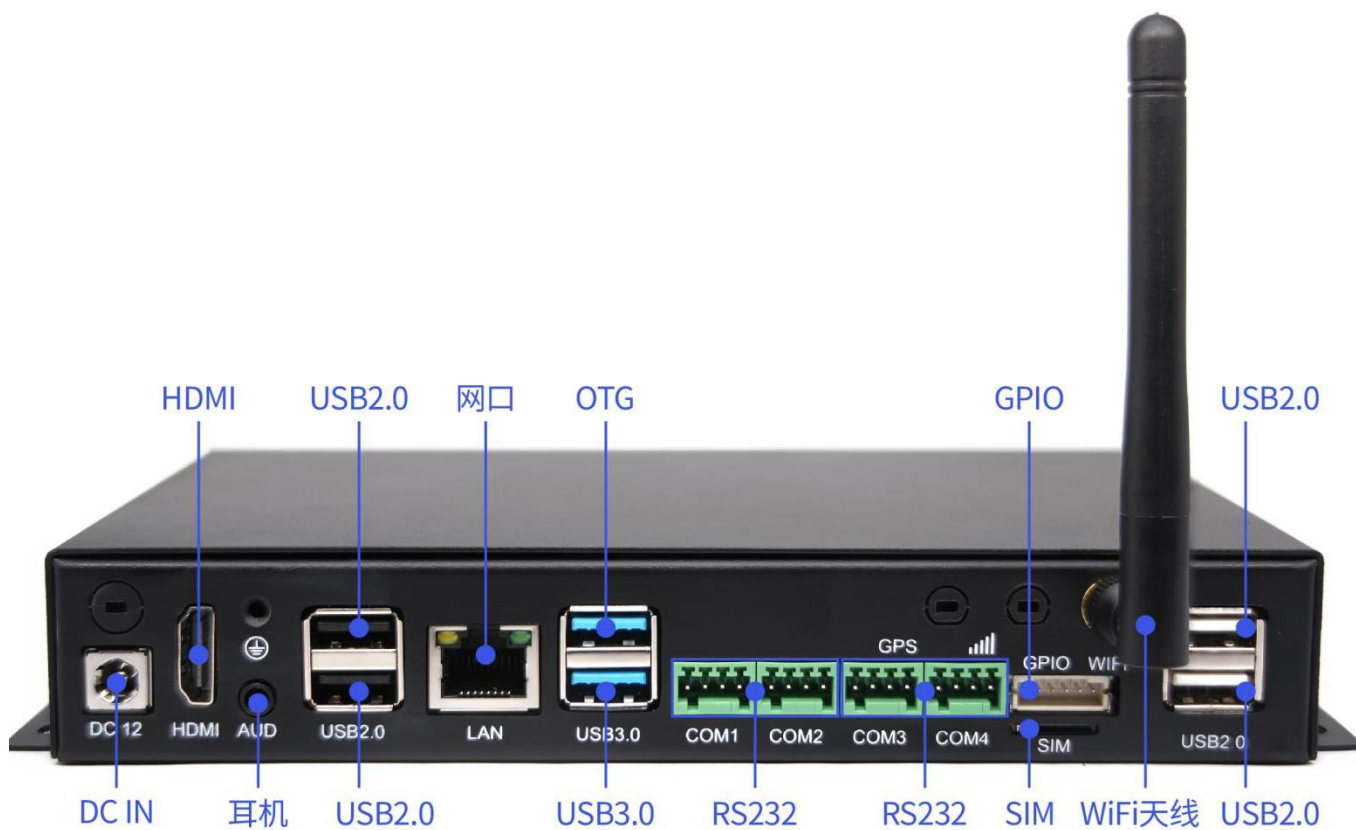 HDMI USB2.0 网口 OTG GPIO USB2.0
GPS
GPIO WIFI
DC 12 HDMI AUD USB2.0 LAN USB3.0 COM1 COM2 COM3 COM4 SIM USB2.0
DC IN 耳机 USB2.0 USB3.0 RS232 RS232 SIM WiFi天线 USB2.0